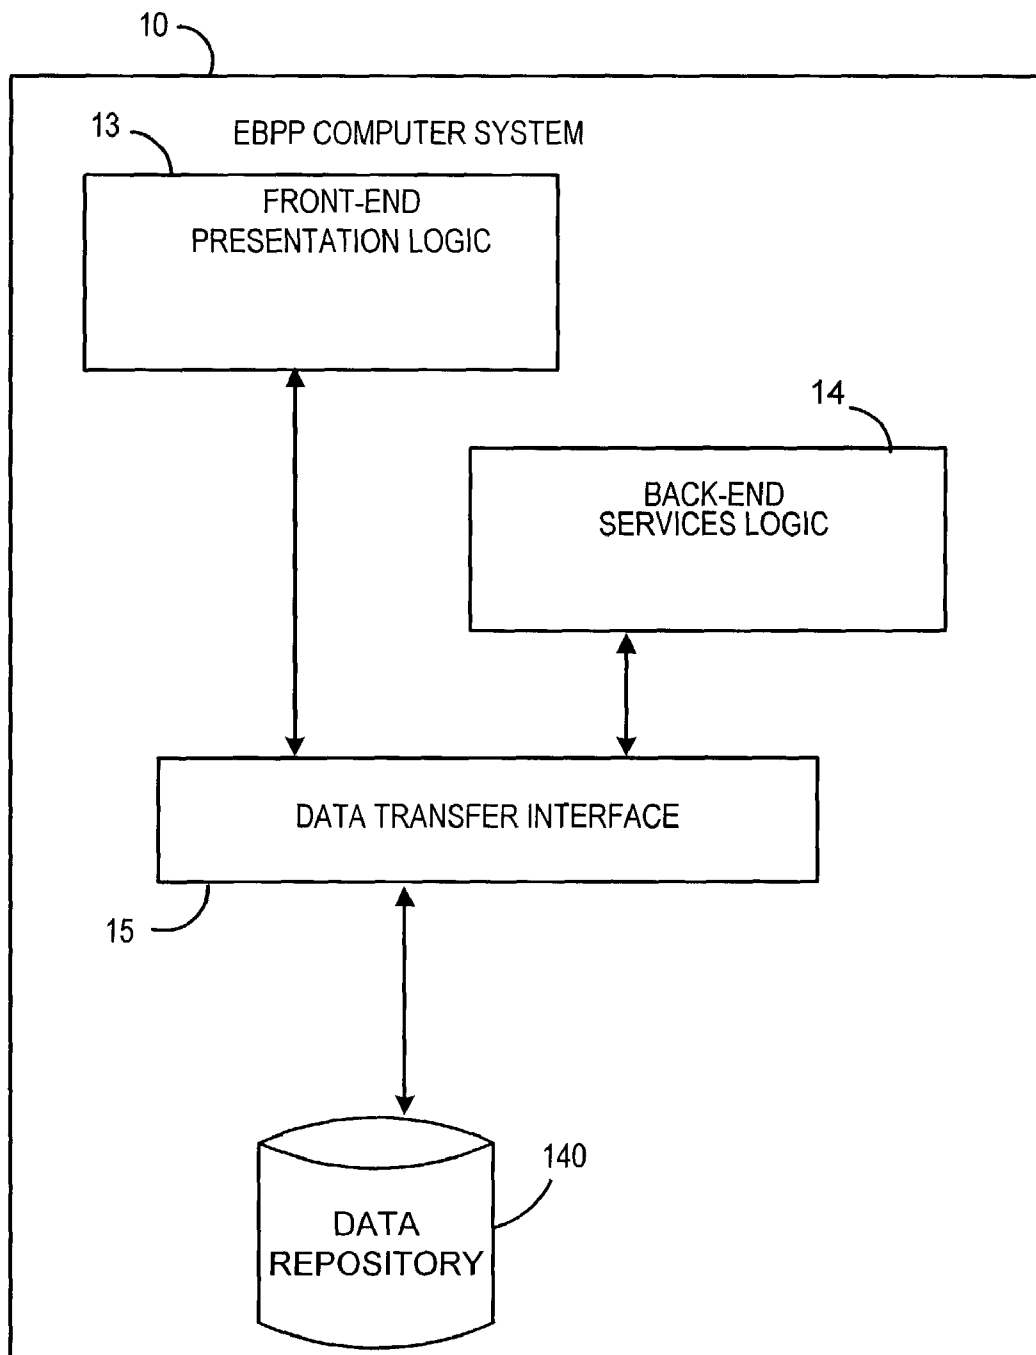 10
EBPP COMPUTER SYSTEM
13
FRONT-END
PRESENTATION LOGIC
14
BACK-END
SERVICES LOGIC
DATA TRANSFER INTERFACE
15
140
DATA
REPOSITORY